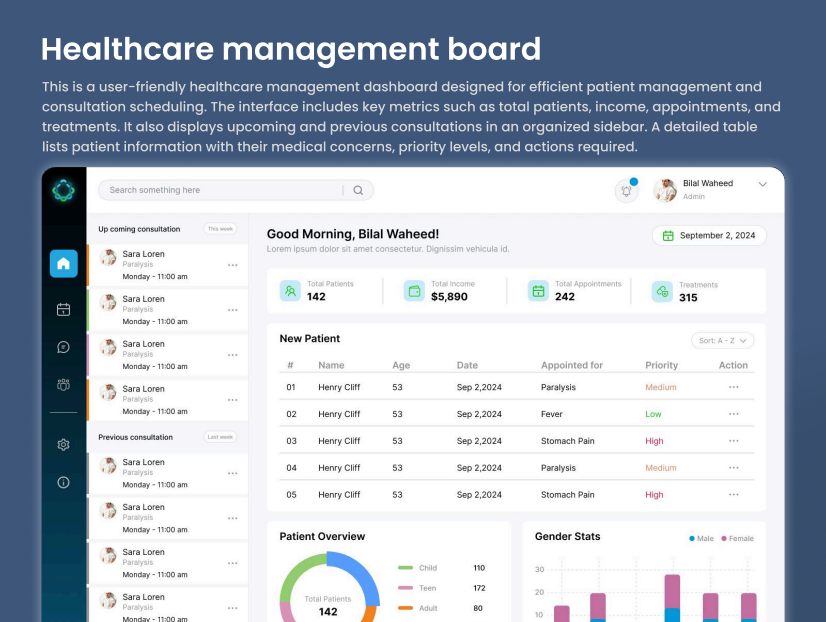 Healthcare management board
This is a user-friendly healthcare management dashboard designed for efficient patient management and
consultation scheduling. The interface includes key metrics such as total patients, income, appointments, and
treatments. It also displays upcoming and previous consultations in an organized sidebar. A detailed table
lists patient information with their medical concerns, priority levels, and actions required.
Search something here
Bilal Waheed
Admin
Up coming consultation This week
Sara Loren
Paralysis
Monday - 11:00 am
Sara Loren
Paralysis
Monday - 11:00 am
Sara Loren
Paralysis
Monday - 11:00 am
Sara Loren
Paralysis
Monday - 11:00 am
Previous consultation Last week
Sara Loren
Paralysis
Monday - 11:00 am
Sara Loren
Paralysis
Monday - 11:00 am
Sara Loren
Paralysis
Monday - 11:00 am
Sara Loren
Paralysis
Monday - 11:00 am
Good Morning, Bilal Waheed!
Lorem ipsum dolor sit amet consectetur. Dignissim vehicula id.
September 2, 2024
Total Patients
142
Total Income
$5,890
Total Appointments
242
Treatments
315
New Patient
Sort: A - Z
# Name Age Date Appointed for Priority Action
01 Henry Cliff 53 Sep 2,2024 Paralysis Medium ...
02 Henry Cliff 53 Sep 2,2024 Fever Low ...
03 Henry Cliff 53 Sep 2,2024 Stomach Pain High ...
04 Henry Cliff 53 Sep 2,2024 Paralysis Medium ...
05 Henry Cliff 53 Sep 2,2024 Stomach Pain High ...
Patient Overview
Total Patients
142
Child 110
Teen 172
Adult 80
Gender Stats
Male Female
30
20
10